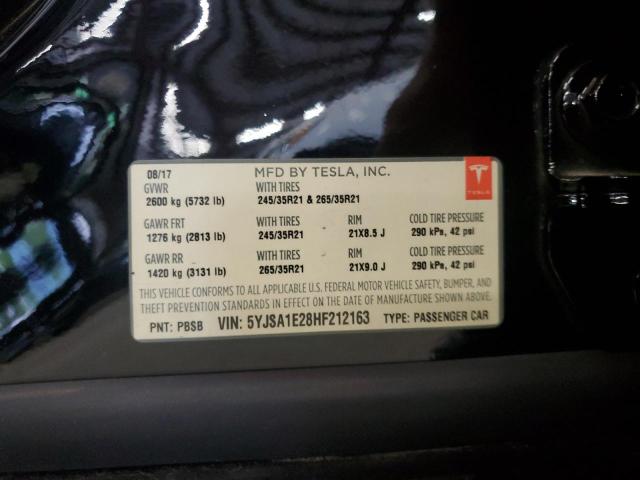 08/17 MFD BY TESLA, INC.
GVWR WITH TIRES
2600 kg (5732 lb) 245/35R21 & 265/35R21
TESLA
GAWR FRT WITH TIRES RIM COLD TIRE PRESSURE
1276 kg (2813 lb) 245/35R21 21X8.5 J 290 kPs, 42 psi
GAWR RR WITH TIRES RIM COLD TIRE PRESSURE
1420 kg (3131 lb) 265/35R21 21X9.0 J 290 kPs, 42 psi
THIS VEHICLE CONFORMS TO ALL APPLICABLE U.S. FEDERAL MOTOR VEHICLE SAFETY, BUMPER, AND
THEFT PREVENTION STANDARDS IN EFFECT ON THE DATE OF MANUFACTURE SHOWN ABOVE.
PNT: PBSB VIN: 5YJSA1E28HF212163 TYPE: PASSENGER CAR